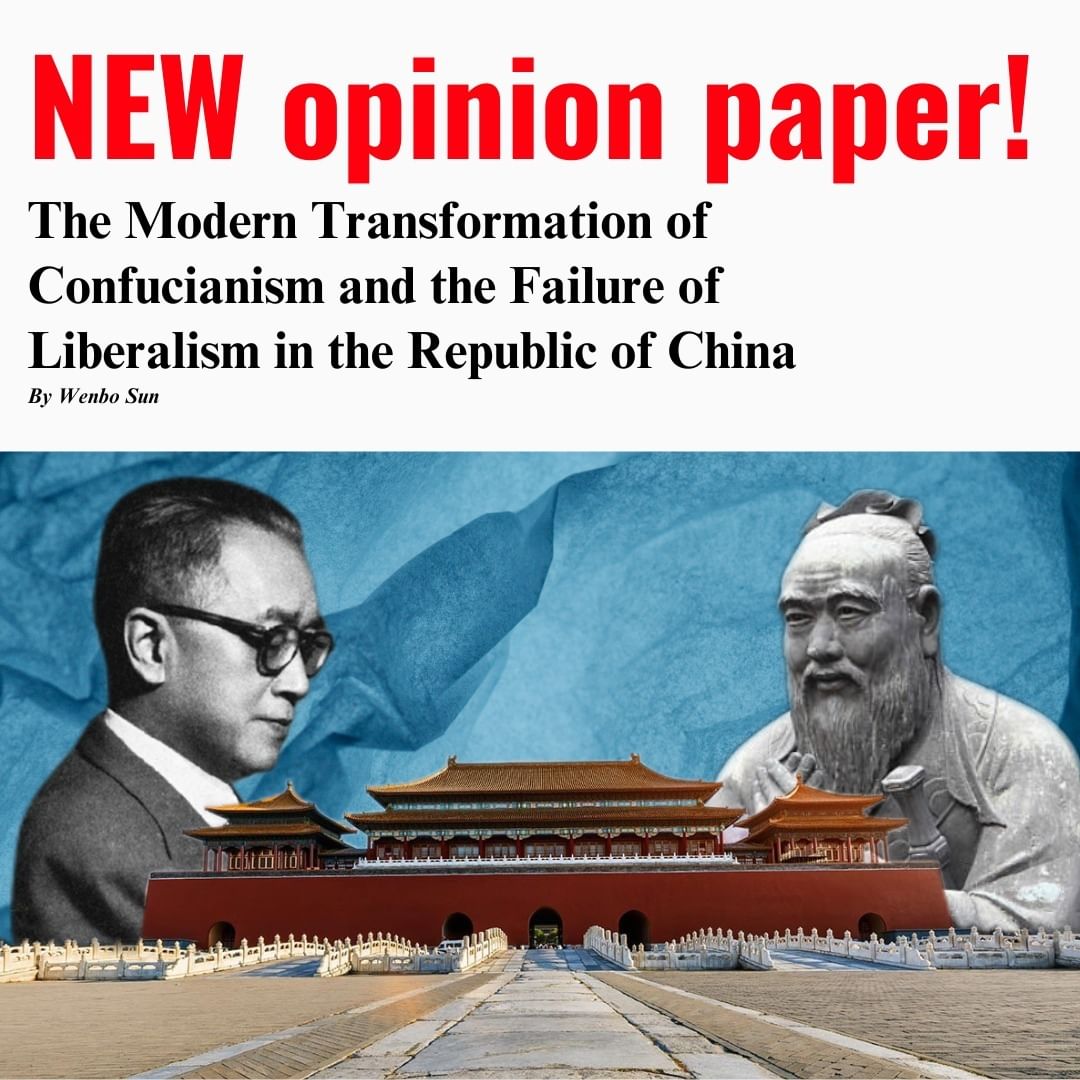 NEW opinion paper!
The Modern Transformation of
Confucianism and the Failure of
Liberalism in the Republic of China
By Wenbo Sun